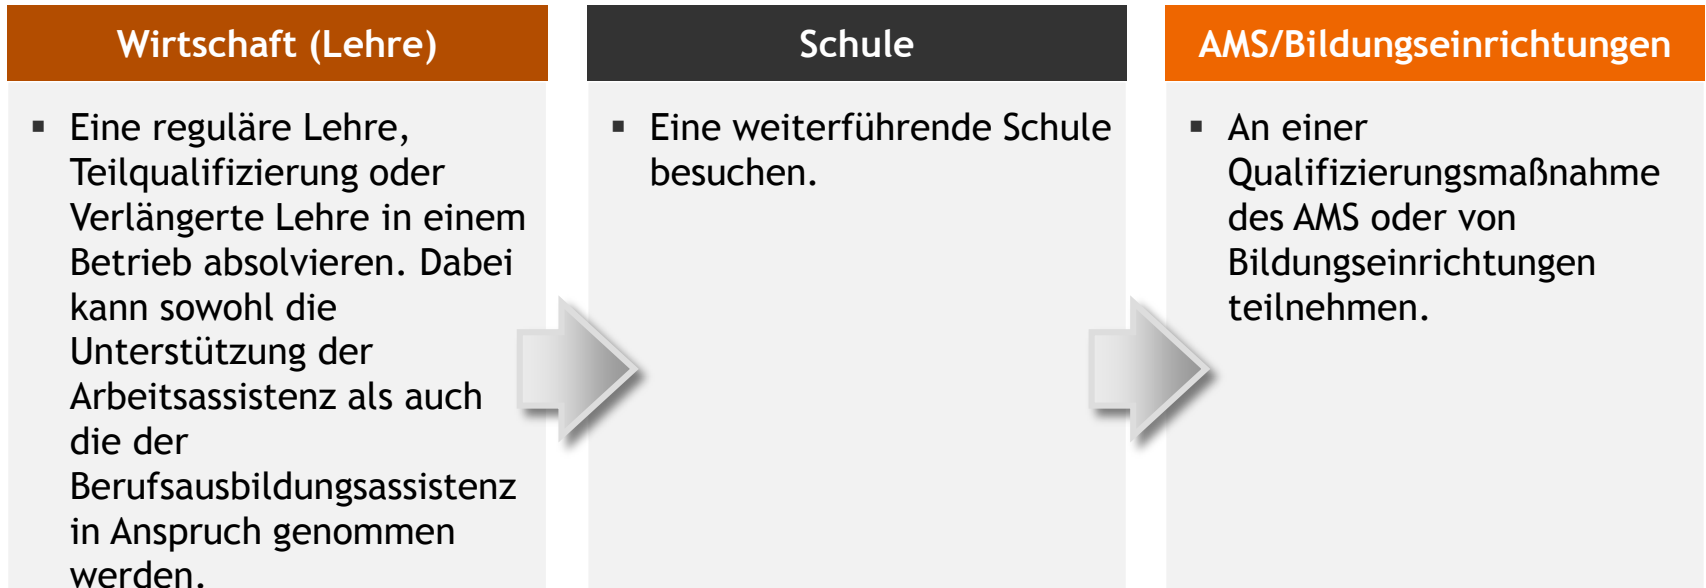 Wirtschaft (Lehre)
▪ Eine reguläre Lehre,
Teilqualifizierung oder
Verlängerte Lehre in einem
Betrieb absolvieren. Dabei
kann sowohl die
Unterstützung der
Arbeitsassistenz als auch
die der
Berufsausbildungsassistenz
in Anspruch genommen
werden.
Schule
▪ Eine weiterführende Schule
besuchen.
AMS/Bildungseinrichtungen
▪ An einer
Qualifizierungsmaßnahme
des AMS oder von
Bildungseinrichtungen
teilnehmen.